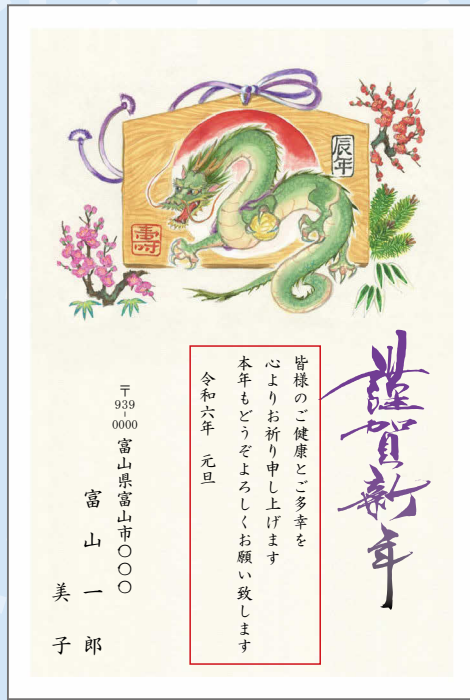 辰年
謹賀新年
皆様のご健康とご多幸を
心よりお祈り申し上げます
本年もどうぞよろしくお願い致します
令和六年 元旦
〒939-0000
富山県富山市〇〇〇
富山一郎
美子